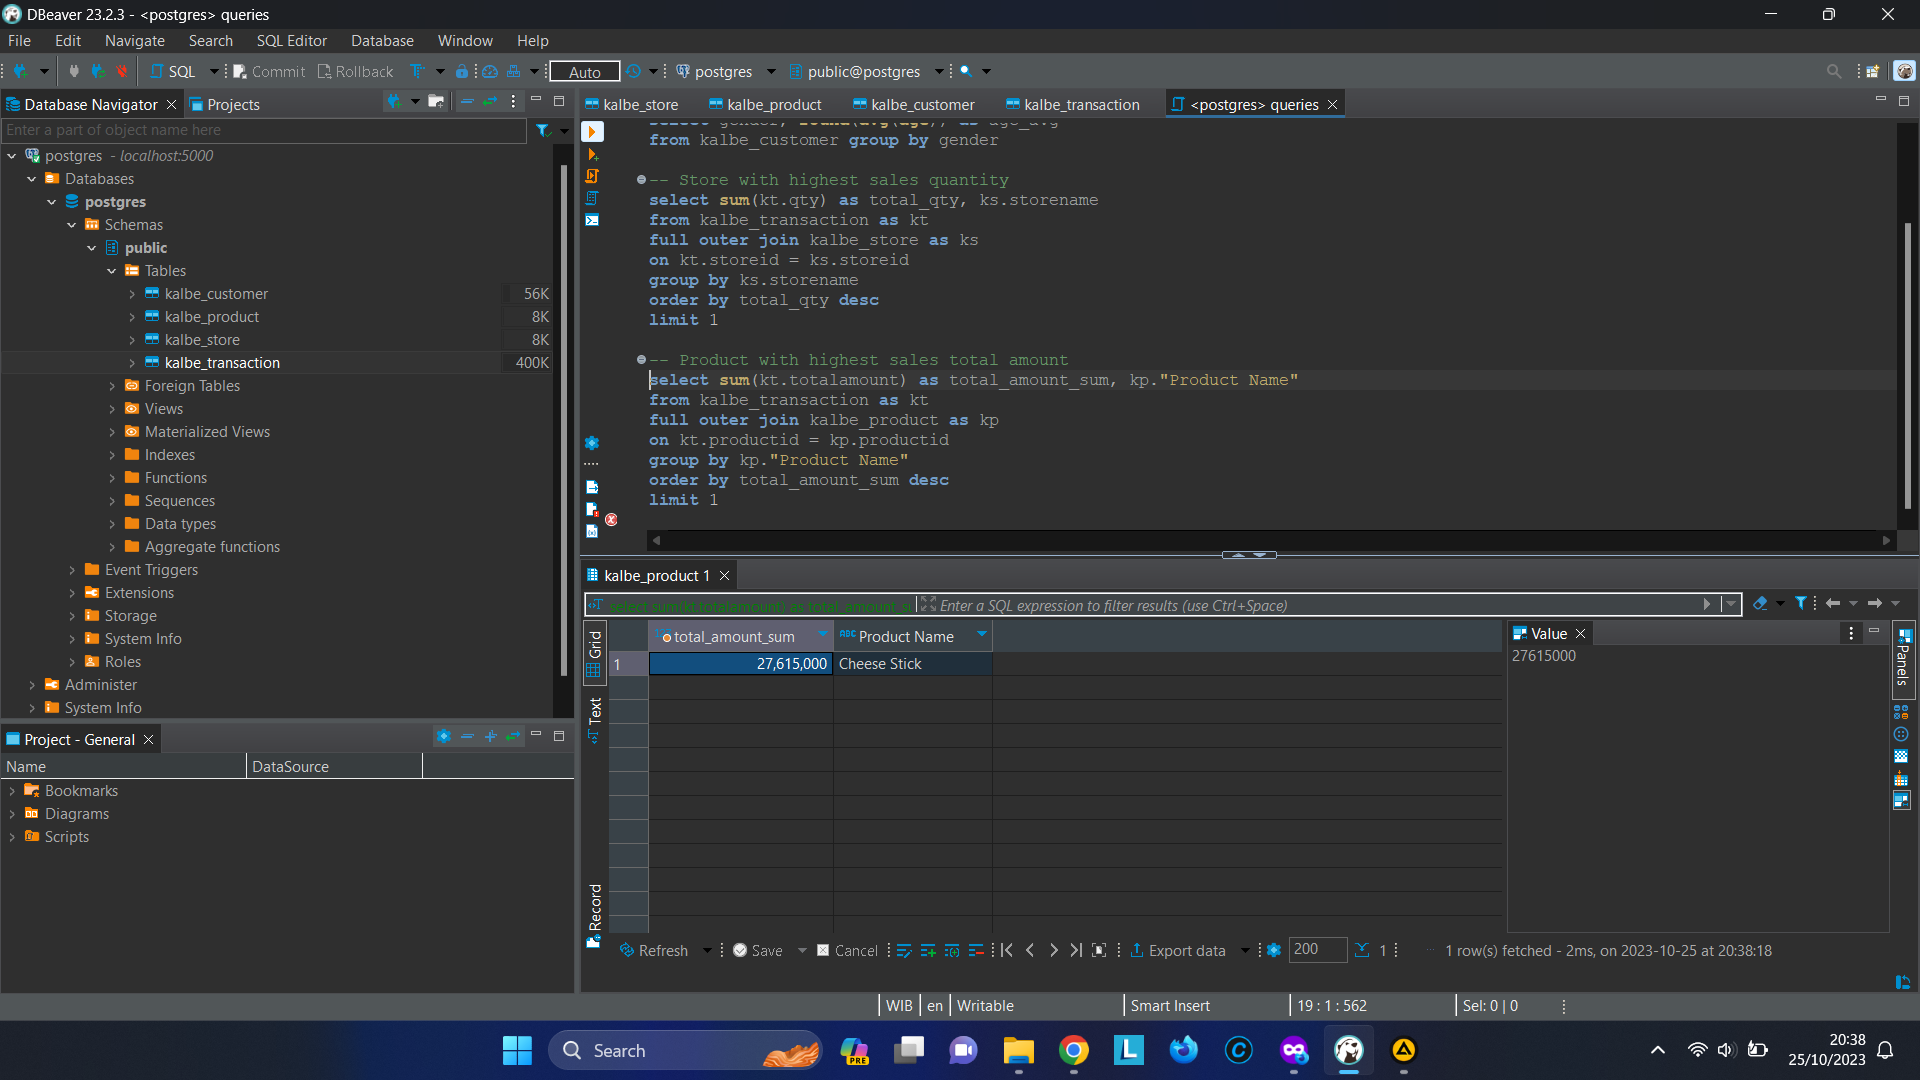 DBeaver 23.2.3 - <postgres> queries
File Edit Navigate Search SQL Editor Database Window Help
SQL Commit Rollback Auto postgres public@postgres
Database Navigator Projects
Enter a part of object name here
postgres - localhost:5000
Databases
postgres
Schemas
public
Tables
kalbe_customer 56K
kalbe_product 8K
kalbe_store 8K
kalbe_transaction 400K
Foreign Tables
Views
Materialized Views
Indexes
Functions
Sequences
Data types
Aggregate functions
Event Triggers
Extensions
Storage
System Info
Roles
Administer
System Info
Project - General
Name DataSource
Bookmarks
Diagrams
Scripts
kalbe_store kalbe_product kalbe_customer kalbe_transaction <postgres> queries
select gender, round(avg(age)) as age_avg
from kalbe_customer group by gender
-- Store with highest sales quantity
select sum(kt.qty) as total_qty, ks.storename
from kalbe_transaction as kt
full outer join kalbe_store as ks
on kt.storeid = ks.storeid
group by ks.storename
order by total_qty desc
limit 1
-- Product with highest sales total amount
select sum(kt.totalamount) as total_amount_sum, kp."Product Name"
from kalbe_transaction as kt
full outer join kalbe_product as kp
on kt.productid = kp.productid
group by kp."Product Name"
order by total_amount_sum desc
limit 1
kalbe_product 1
select sum(kt.totalamount) as total_amount_su Enter a SQL expression to filter results (use Ctrl+Space)
Grid
Text
Record
total_amount_sum ABC Product Name
1 27,615,000 Cheese Stick
Value
27615000
Panels
Refresh Save Cancel Export data 200 1 1 row(s) fetched - 2ms, on 2023-10-25 at 20:38:18
WIB en Writable Smart Insert 19 : 1 : 562 Sel: 0 | 0
Search
PRE
L
C
20:38
25/10/2023